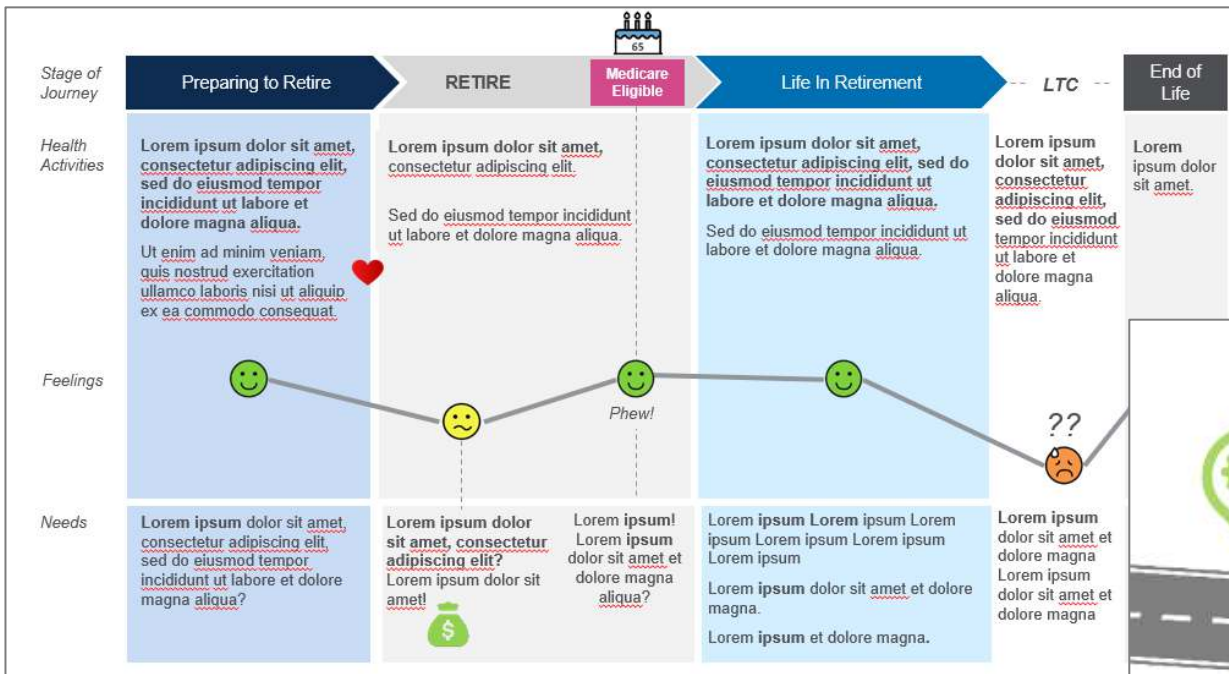 65
Stage of
Journey
Preparing to Retire
RETIRE
Medicare
Eligible
Life In Retirement
LTC
End of
Life
Health
Activities
Lorem ipsum dolor sit amet,
consectetur adipiscing elit,
sed do eiusmod tempor
incididunt ut labore et
dolore magna aliqua.
Ut enim ad minim veniam,
quis nostrud exercitation
ullamco laboris nisi ut aliquip
ex ea commodo consequat.
Lorem ipsum dolor sit amet,
consectetur adipiscing elit.
Sed do eiusmod tempor incididunt
ut labore et dolore magna aliqua.
Lorem ipsum dolor sit amet,
consectetur adipiscing elit, sed do
eiusmod tempor incididunt ut
labore et dolore magna aliqua.
Sed do eiusmod tempor incididunt ut
labore et dolore magna aliqua.
Lorem ipsum
dolor sit amet,
consectetur
adipiscing elit,
sed do eiusmod
tempor incididunt
ut labore et
dolore magna
aliqua.
Lorem
ipsum dolor
sit amet.
Feelings
Phew!
??
Needs
Lorem ipsum dolor sit amet,
consectetur adipiscing elit,
sed do eiusmod tempor
incididunt ut labore et dolore
magna aliqua?
Lorem ipsum dolor
sit amet, consectetur
adipiscing elit?
Lorem ipsum dolor sit
amet!
$
Lorem ipsum!
Lorem ipsum
dolor sit amet et
dolore magna
aliqua?
Lorem ipsum Lorem ipsum Lorem
ipsum Lorem ipsum Lorem ipsum
Lorem ipsum
Lorem ipsum dolor sit amet et dolore
magna.
Lorem ipsum et dolore magna.
Lorem ipsum
dolor sit amet et
dolore magna
Lorem ipsum
dolor sit amet et
dolore magna